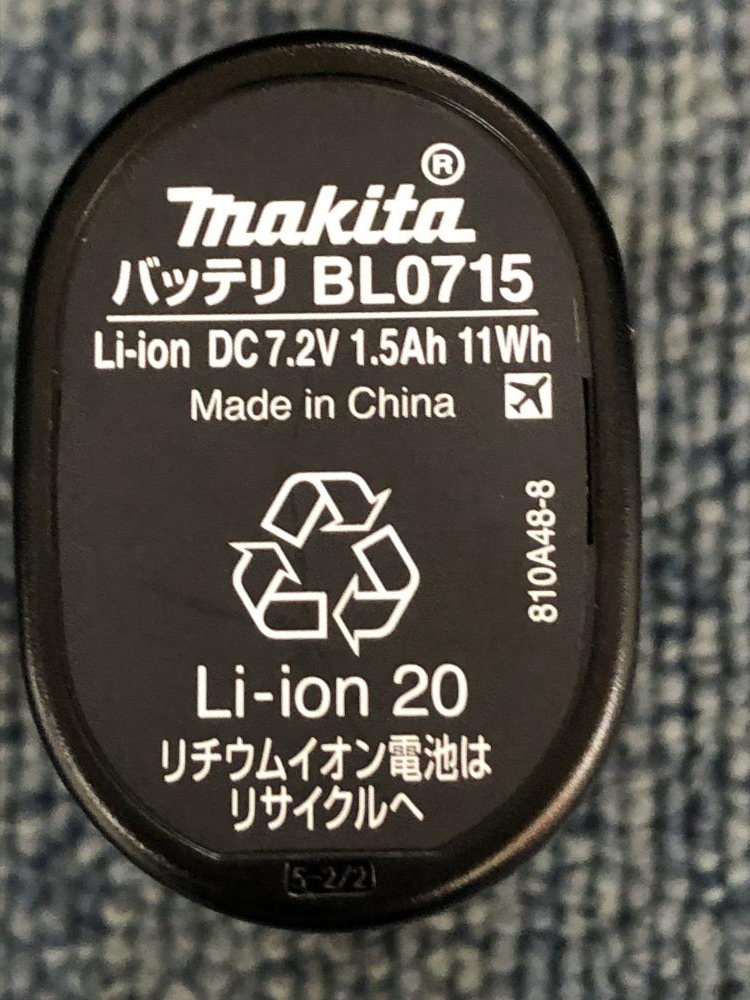 makita®
バッテリ BL0715
Li-ion DC 7.2V 1.5Ah 11Wh
Made in China
810A48-8
Li-ion 20
リチウムイオン電池は
リサイクルへ
5-2/2